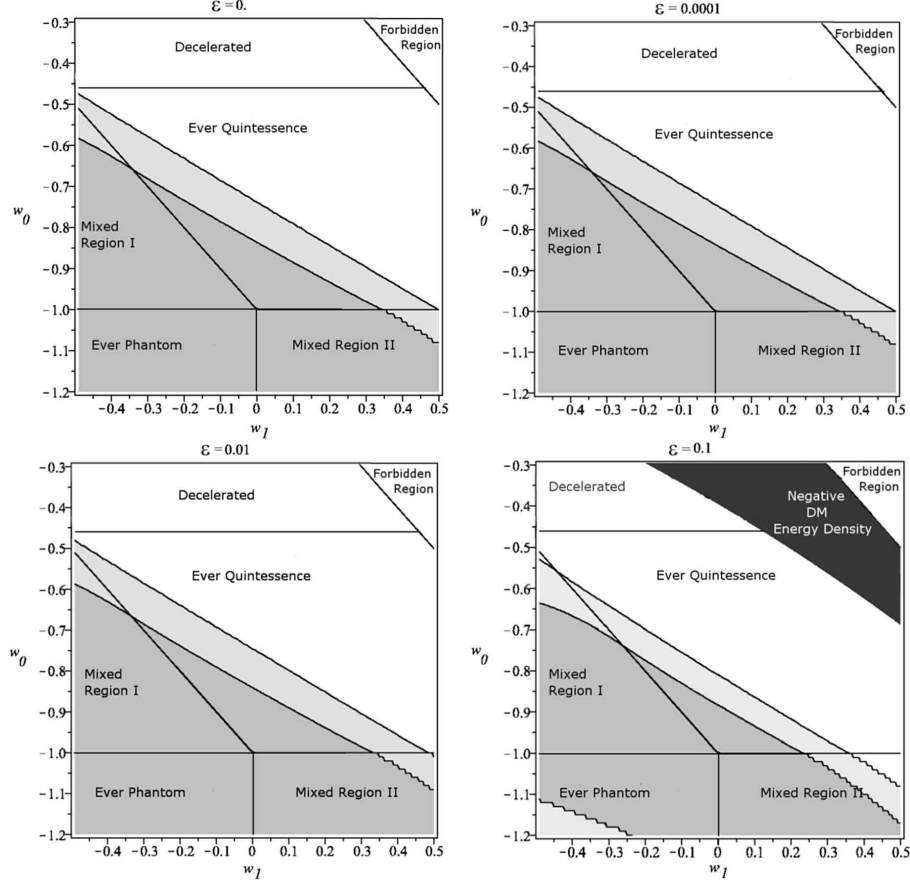 ε = 0.
-0.3
Decelerated
Forbidden
Region
-0.4
-0.5
Ever Quintessence
-0.6
-0.7
w0
-0.8
Mixed
Region I
-0.9
-1.0
Ever Phantom
Mixed Region II
-1.1
-1.2
-0.4 -0.3 -0.2 -0.1 0 0.1 0.2 0.3 0.4 0.5
w1
ε = 0.0001
-0.3
Decelerated
Forbidden
Region
-0.4
-0.5
Ever Quintessence
-0.6
-0.7
w0
-0.8
Mixed
Region I
-0.9
-1.0
Ever Phantom
Mixed Region II
-1.1
-1.2
-0.4 -0.3 -0.2 -0.1 0 0.1 0.2 0.3 0.4 0.5
w1
ε = 0.01
-0.3
Forbidden
Region
Decelerated
-0.4
-0.5
Ever Quintessence
-0.6
-0.7
w0
-0.8
Mixed
Region I
-0.9
-1.0
Ever Phantom
Mixed Region II
-1.1
-1.2
-0.4 -0.3 -0.2 -0.1 0 0.1 0.2 0.3 0.4 0.5
w1
ε = 0.1
-0.3
Forbidden
Region
Decelerated
Negative
DM
Energy Density
-0.4
-0.5
Ever Quintessence
-0.6
-0.7
w0
-0.8
Mixed
Region I
-0.9
-1.0
Ever Phantom
Mixed Region II
-1.1
-1.2
-0.4 -0.3 -0.2 -0.1 0 0.1 0.2 0.3 0.4 0.5
w1